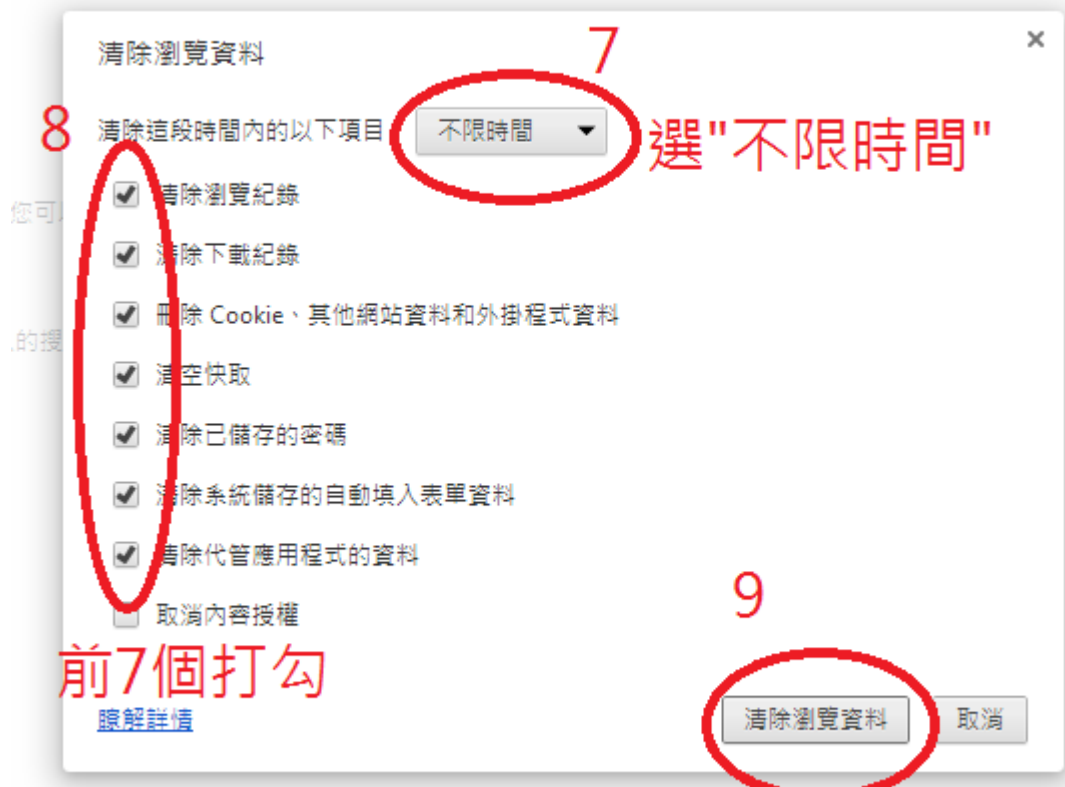 清除瀏覽資料
7
8
清除這段時間內的以下項目
不限時間
選"不限時間"
清除瀏覽紀錄
您可
清除下載紀錄
刪除 Cookie、其他網站資料和外掛程式資料
的搜
清空快取
清除已儲存的密碼
清除系統儲存的自動填入表單資料
清除代管應用程式的資料
取消內容授權
9
前7個打勾
瞭解詳情
清除瀏覽資料
取消